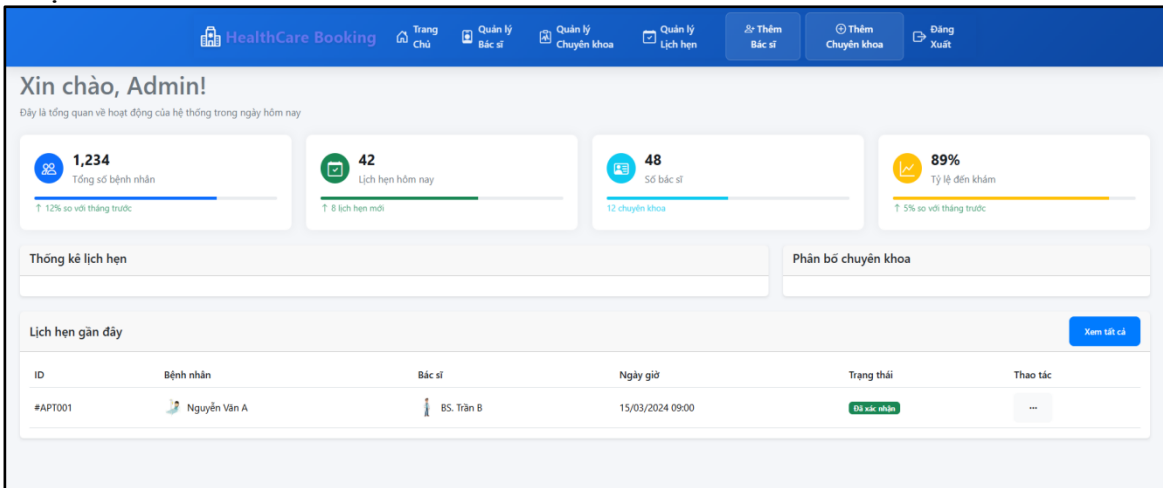 HealthCare Booking
Trang
Chủ
Quản lý
Bác sĩ
Quản lý
Chuyên khoa
Quản lý
Lịch hẹn
Thêm
Bác sĩ
Thêm
Chuyên khoa
Đăng
Xuất
Xin chào, Admin!
Đây là tổng quan về hoạt động của hệ thống trong ngày hôm nay
1,234
Tổng số bệnh nhân
↑ 12% so với tháng trước
42
Lịch hẹn hôm nay
↑ 8 lịch hẹn mới
48
Số bác sĩ
12 chuyên khoa
89%
Tỷ lệ đến khám
↑ 5% so với tháng trước
Thống kê lịch hẹn
Phân bố chuyên khoa
Lịch hẹn gần đây
Xem tất cả
ID Bệnh nhân Bác sĩ Ngày giờ Trạng thái Thao tác
#APT001 Nguyễn Văn A BS. Trần B 15/03/2024 09:00 Đã xác nhận ...